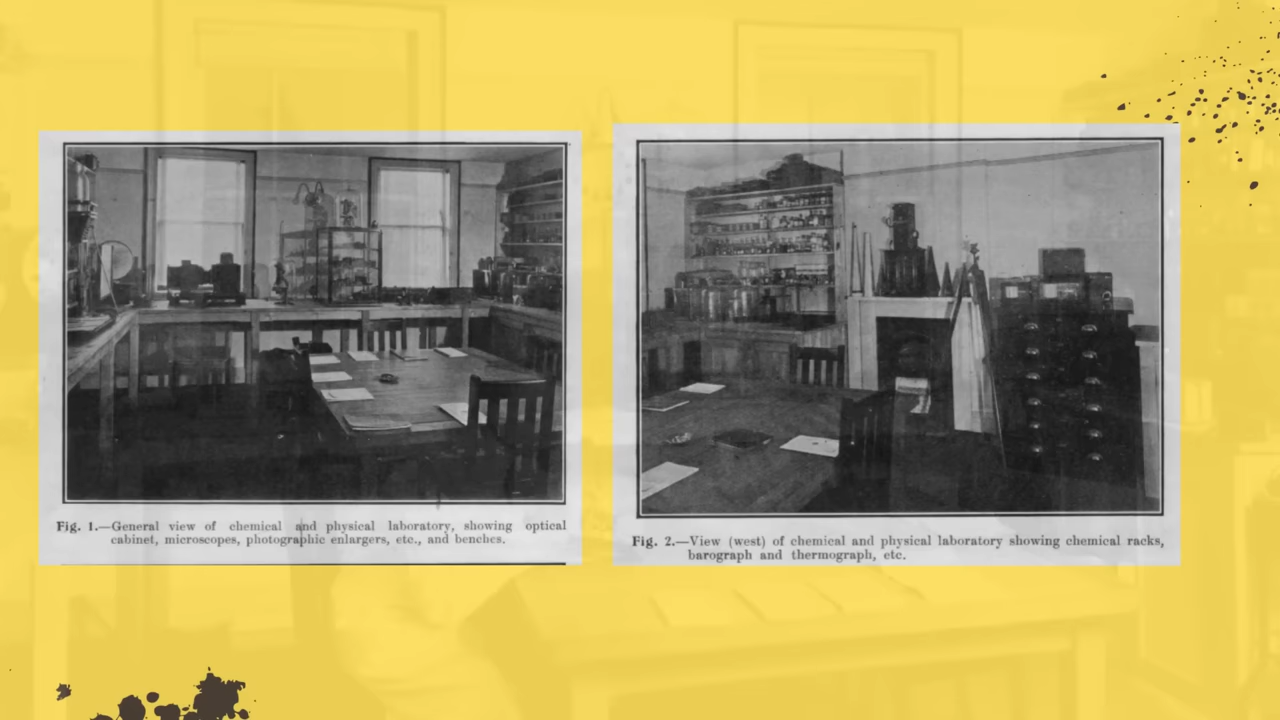 Fig. 1.—General view of chemical and physical laboratory, showing optical
cabinet, microscopes, photographic enlargers, etc., and benches.
Fig. 2.—View (west) of chemical and physical laboratory showing chemical racks,
barograph and thermograph, etc.